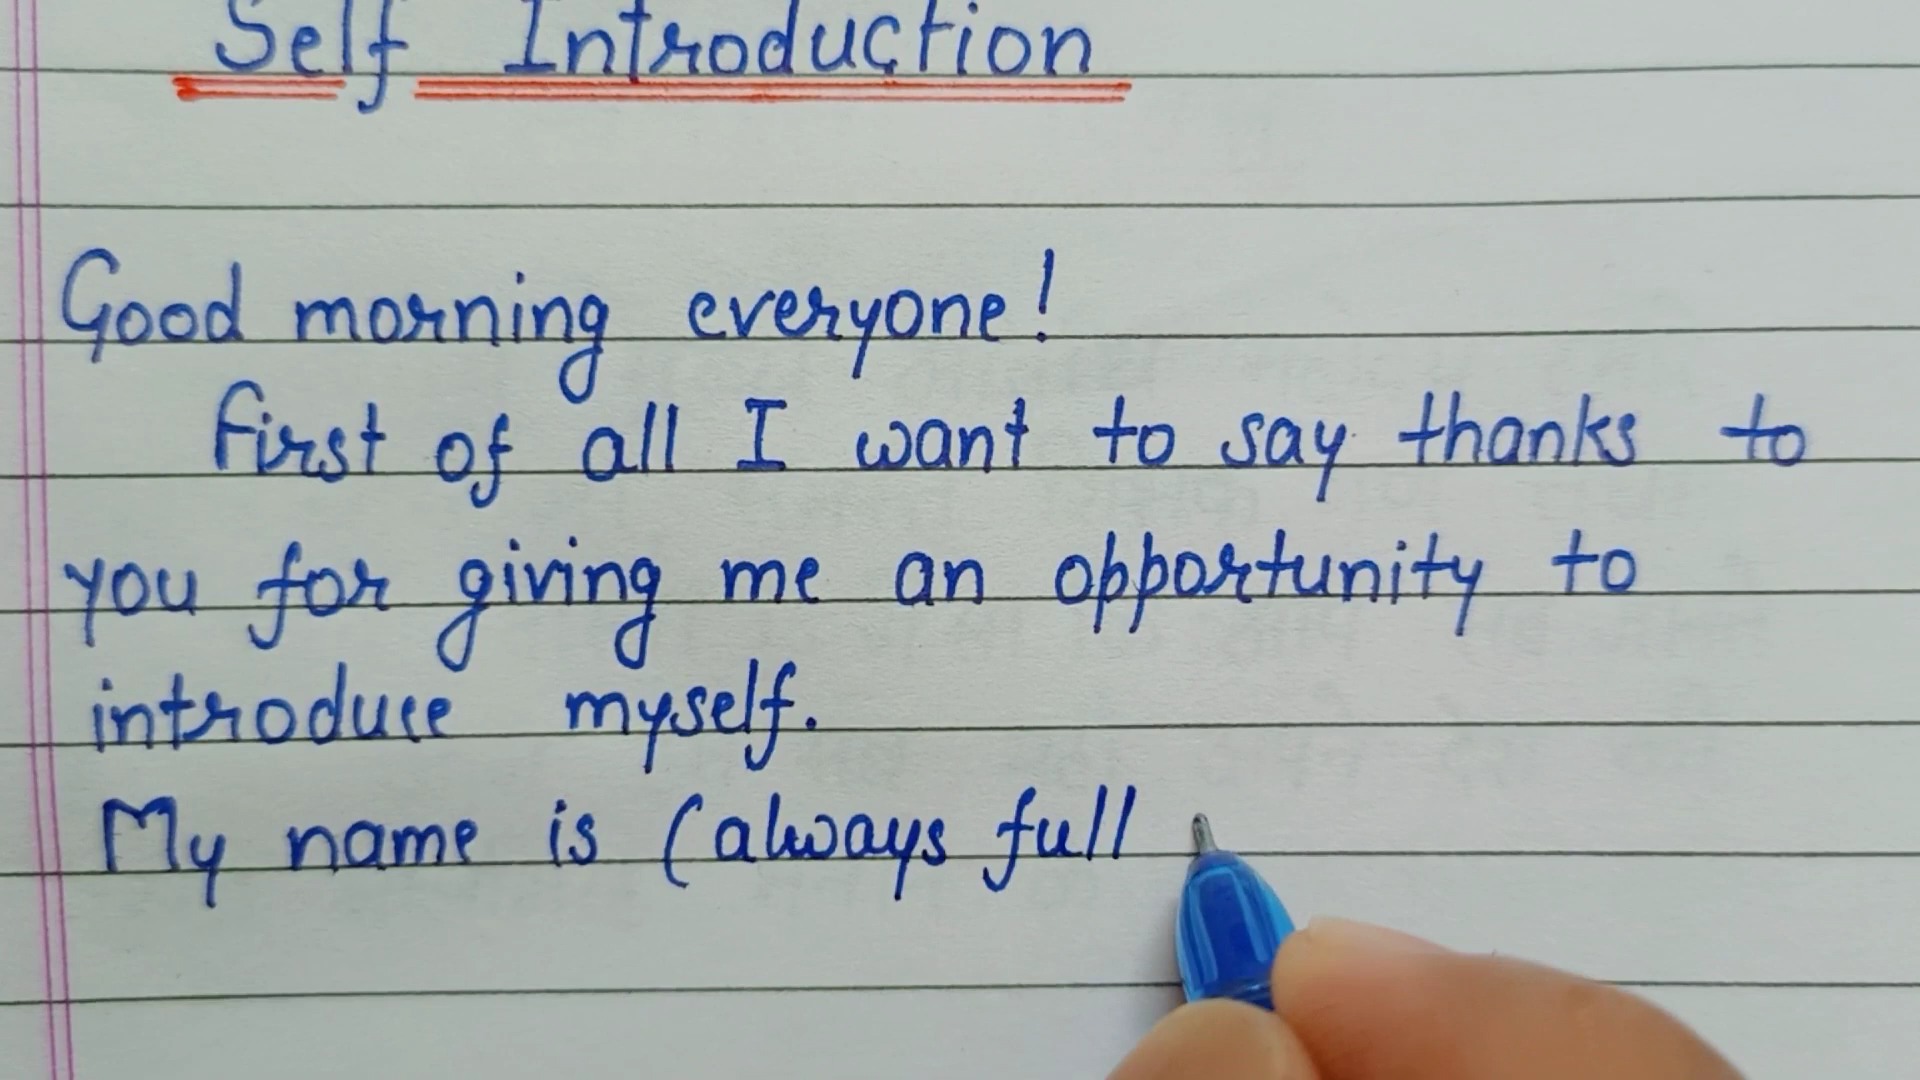 Self Introduction
Good morning everyone!
First of all I want to say thanks to
you for giving me an opportunity to
introduce myself.
My name is (always full